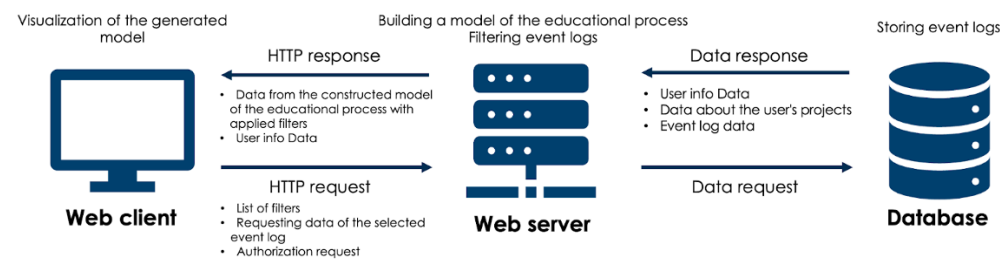 Visualization of the generated
model
HTTP response
• Data from the constructed model
of the educational process with
applied filters
• User info Data
HTTP request
• List of filters
• Requesting data of the selected
event log
• Authorization request
Web client
Building a model of the educational process
Filtering event logs
Web server
Data response
• User info Data
• Data about the user's projects
• Event log data
Data request
Storing event logs
Database